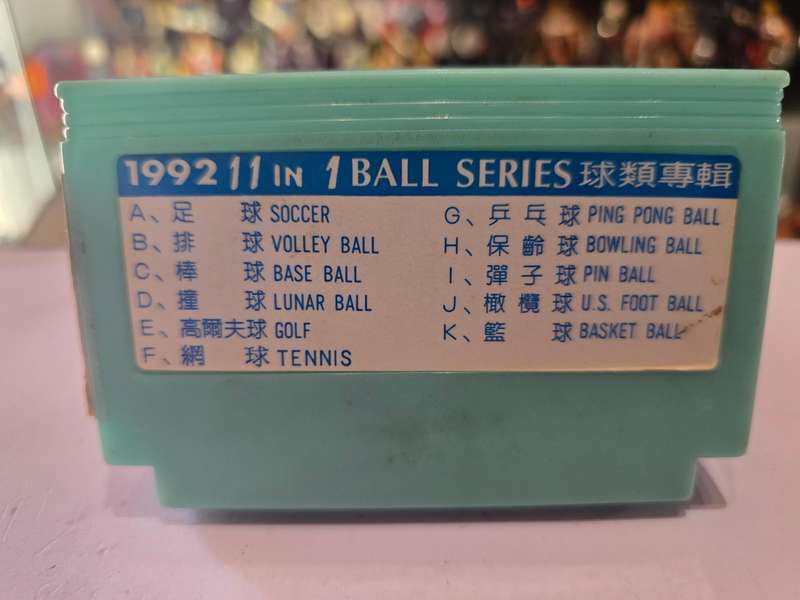 1992 11 IN 1 BALL SERIES 球類專輯
A、足 球 SOCCER
B、排 球 VOLLEY BALL
C、棒 球 BASE BALL
D、撞 球 LUNAR BALL
E、高爾夫球 GOLF
F、網 球 TENNIS
G、乒乓球 PING PONG BALL
H、保齡球 BOWLING BALL
I、彈子球 PIN BALL
J、橄欖球 U.S. FOOT BALL
K、籃 球 BASKET BALL